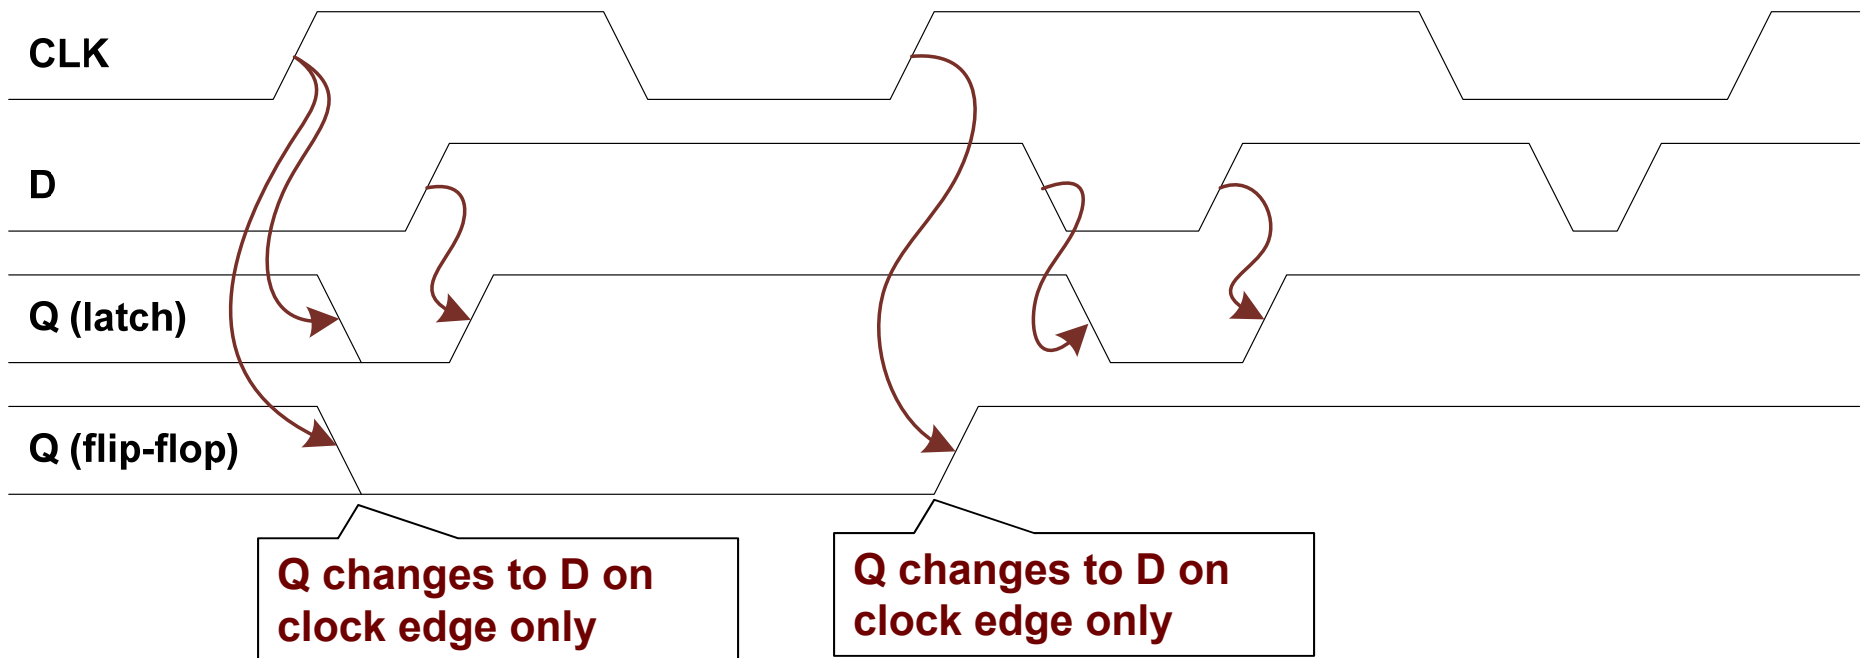 CLK
D
Q (latch)
Q (flip-flop)
Q changes to D on
clock edge only
Q changes to D on
clock edge only